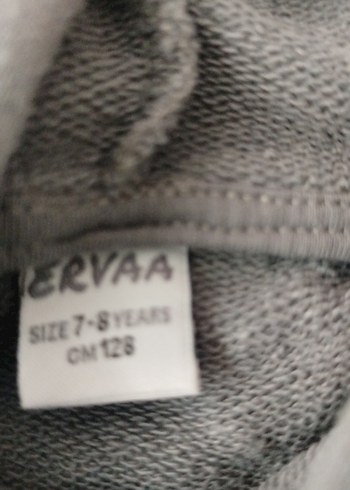 ERVAA
SIZE 7-8 YEARS
CM 128